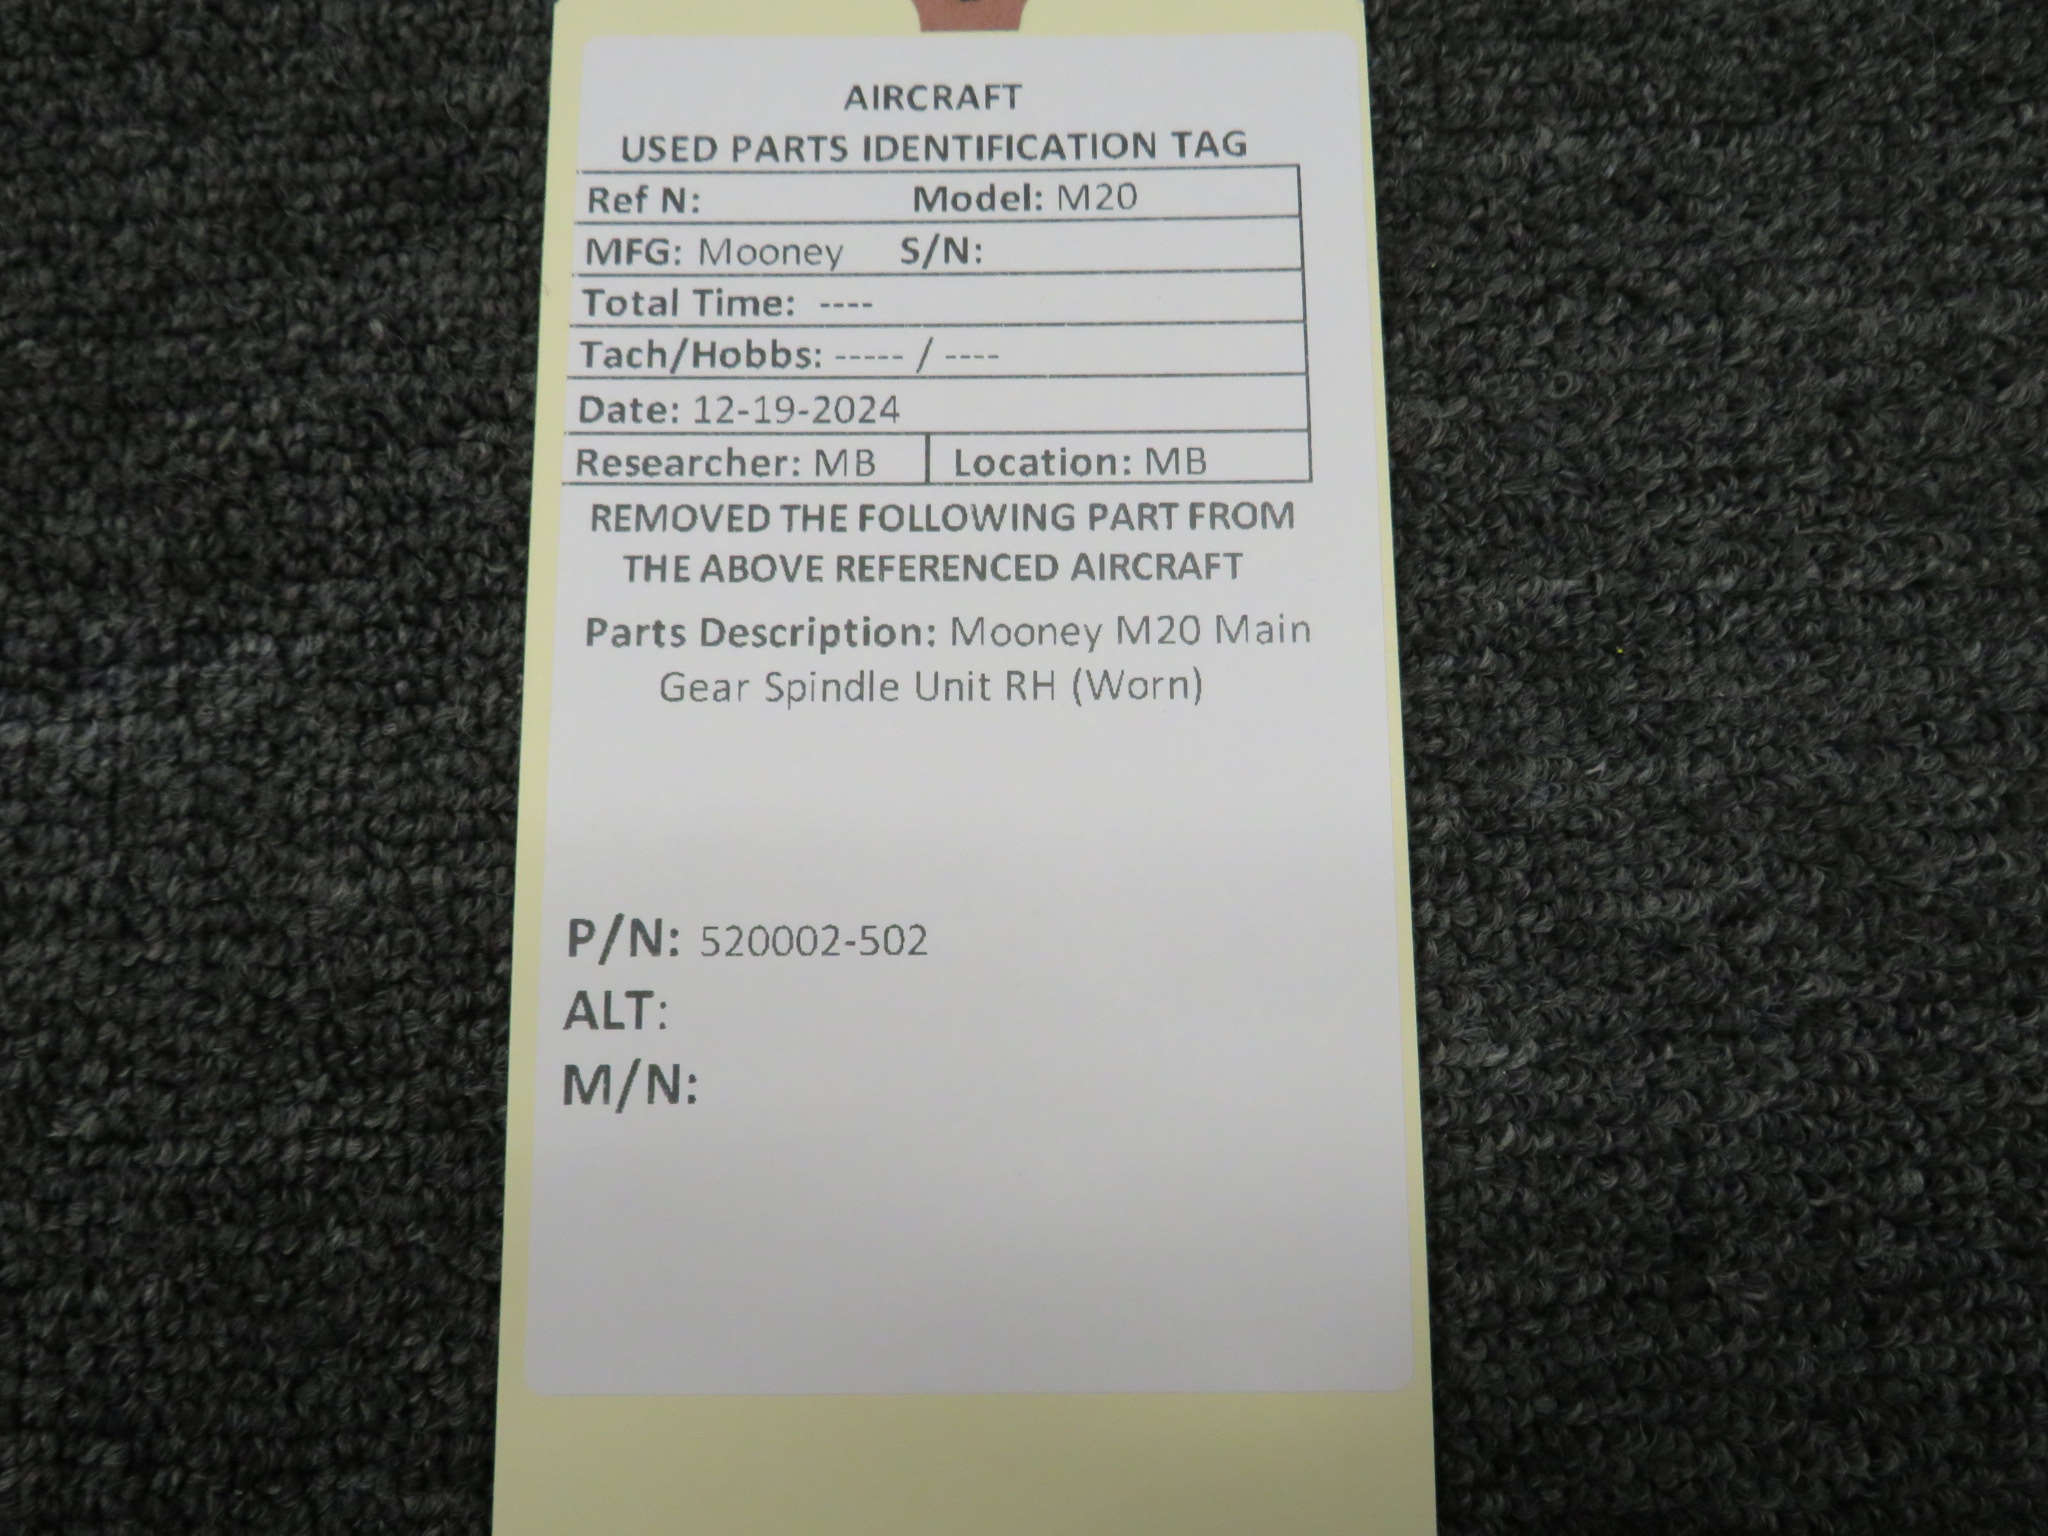 AIRCRAFT
USED PARTS IDENTIFICATION TAG
Ref N: Model: M20
MFG: Mooney S/N:
Total Time: ----
Tach/Hobbs: ----- / ----
Date: 12-19-2024
Researcher: MB Location: MB
REMOVED THE FOLLOWING PART FROM
THE ABOVE REFERENCED AIRCRAFT
Parts Description: Mooney M20 Main
Gear Spindle Unit RH (Worn)
P/N: 520002-502
ALT:
M/N: